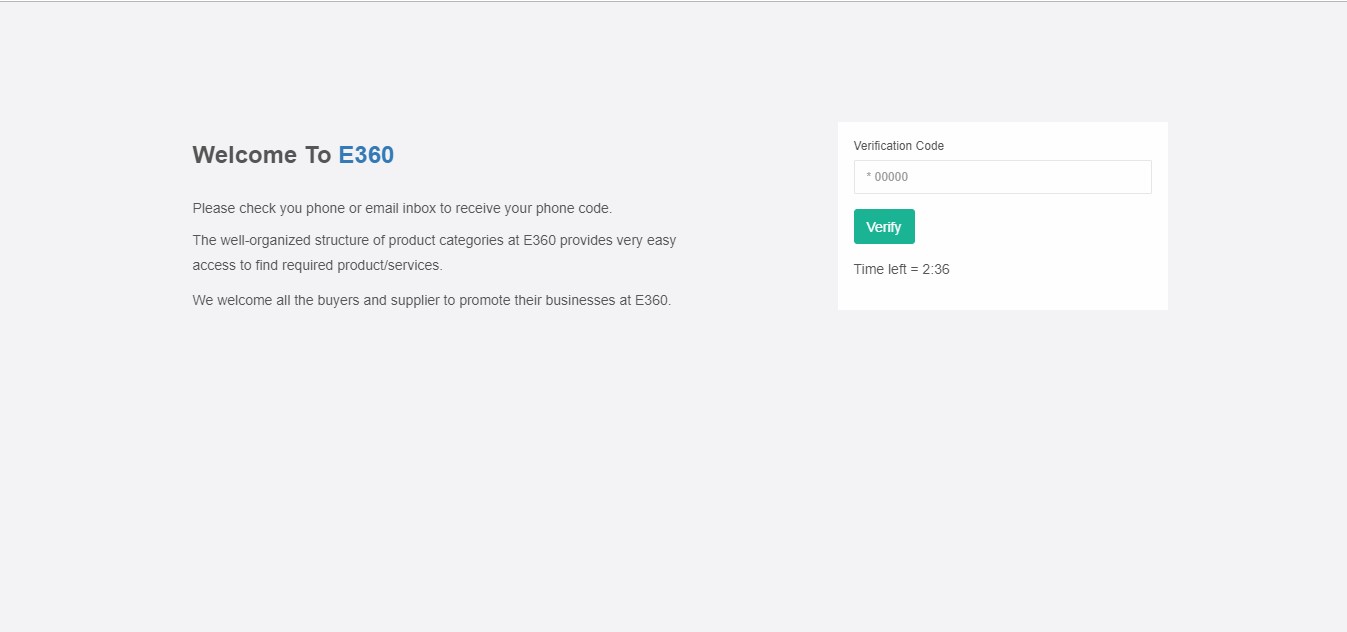 Welcome To E360
Please check you phone or email inbox to receive your phone code.
The well-organized structure of product categories at E360 provides very easy
access to find required product/services.
We welcome all the buyers and supplier to promote their businesses at E360.
Verification Code
* 00000
Verify
Time left = 2:36